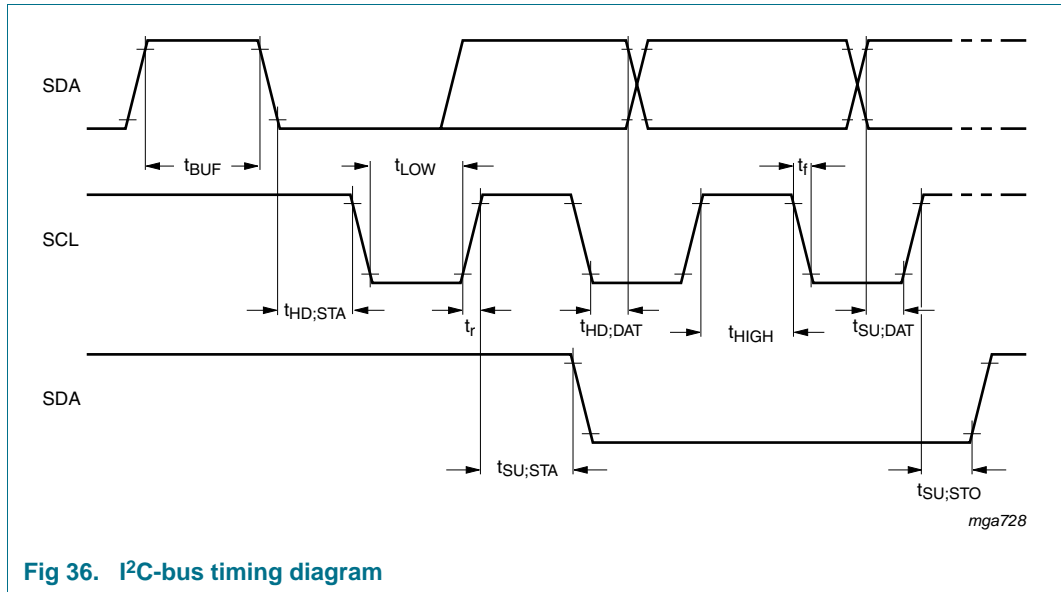 SDA
tBUF
tLOW
tf
SCL
tHD;STA
tr
tHD;DAT
tHIGH
tSU;DAT
SDA
tSU;STA
tSU;STO
mga728
Fig 36. I²C-bus timing diagram